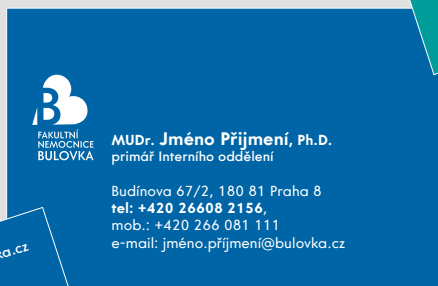 B
FAKULTNÍ
NEMOCNICE
BULOVKA
MUDr. Jméno Přijmení, Ph.D.
primář Interního oddělení
Budínova 67/2, 180 81 Praha 8
tel: +420 26608 2156,
mob.: +420 266 081 111
e-mail: jméno.příjmení@bulovka.cz
ka.cz